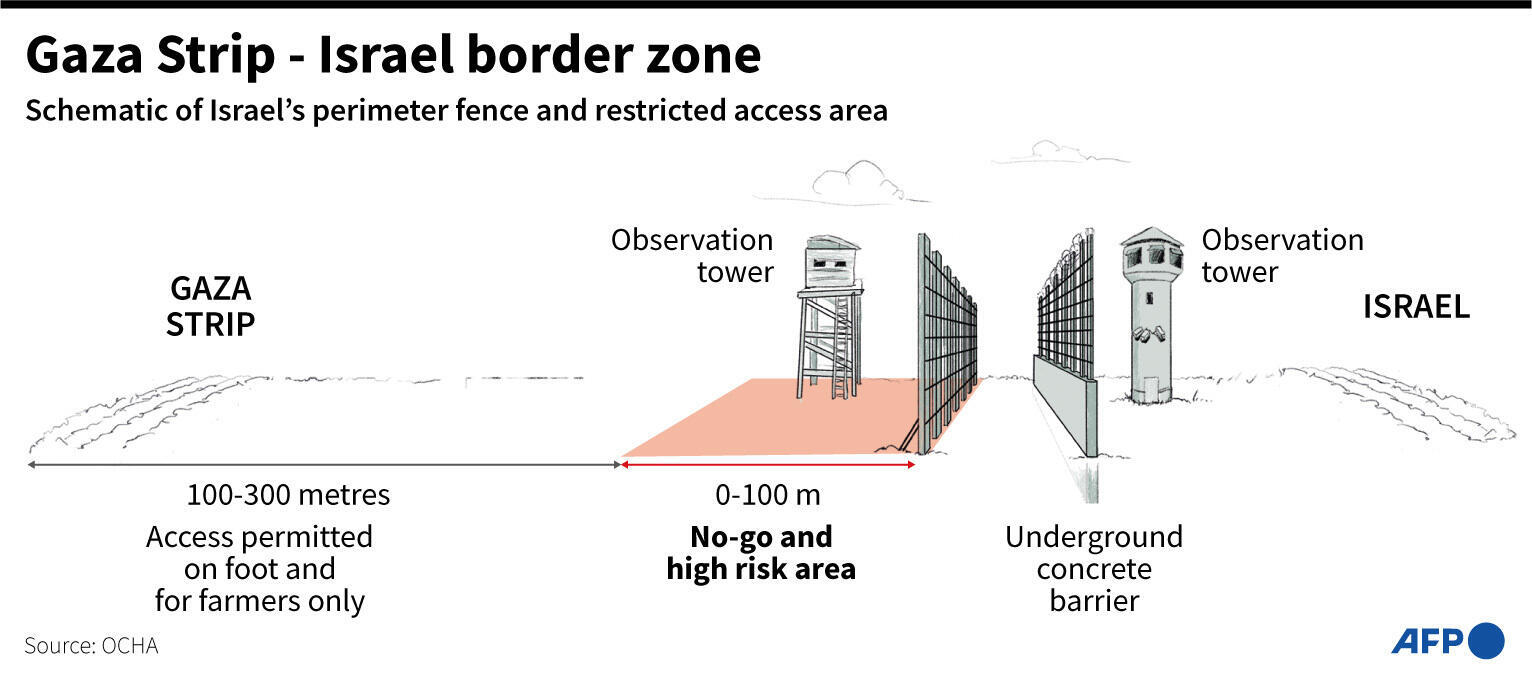 Gaza Strip - Israel border zone
Schematic of Israel’s perimeter fence and restricted access area
GAZA
STRIP
Observation
tower
Observation
tower
ISRAEL
100-300 metres
Access permitted
on foot and
for farmers only
0-100 m
No-go and
high risk area
Underground
concrete
barrier
Source: OCHA
AFP